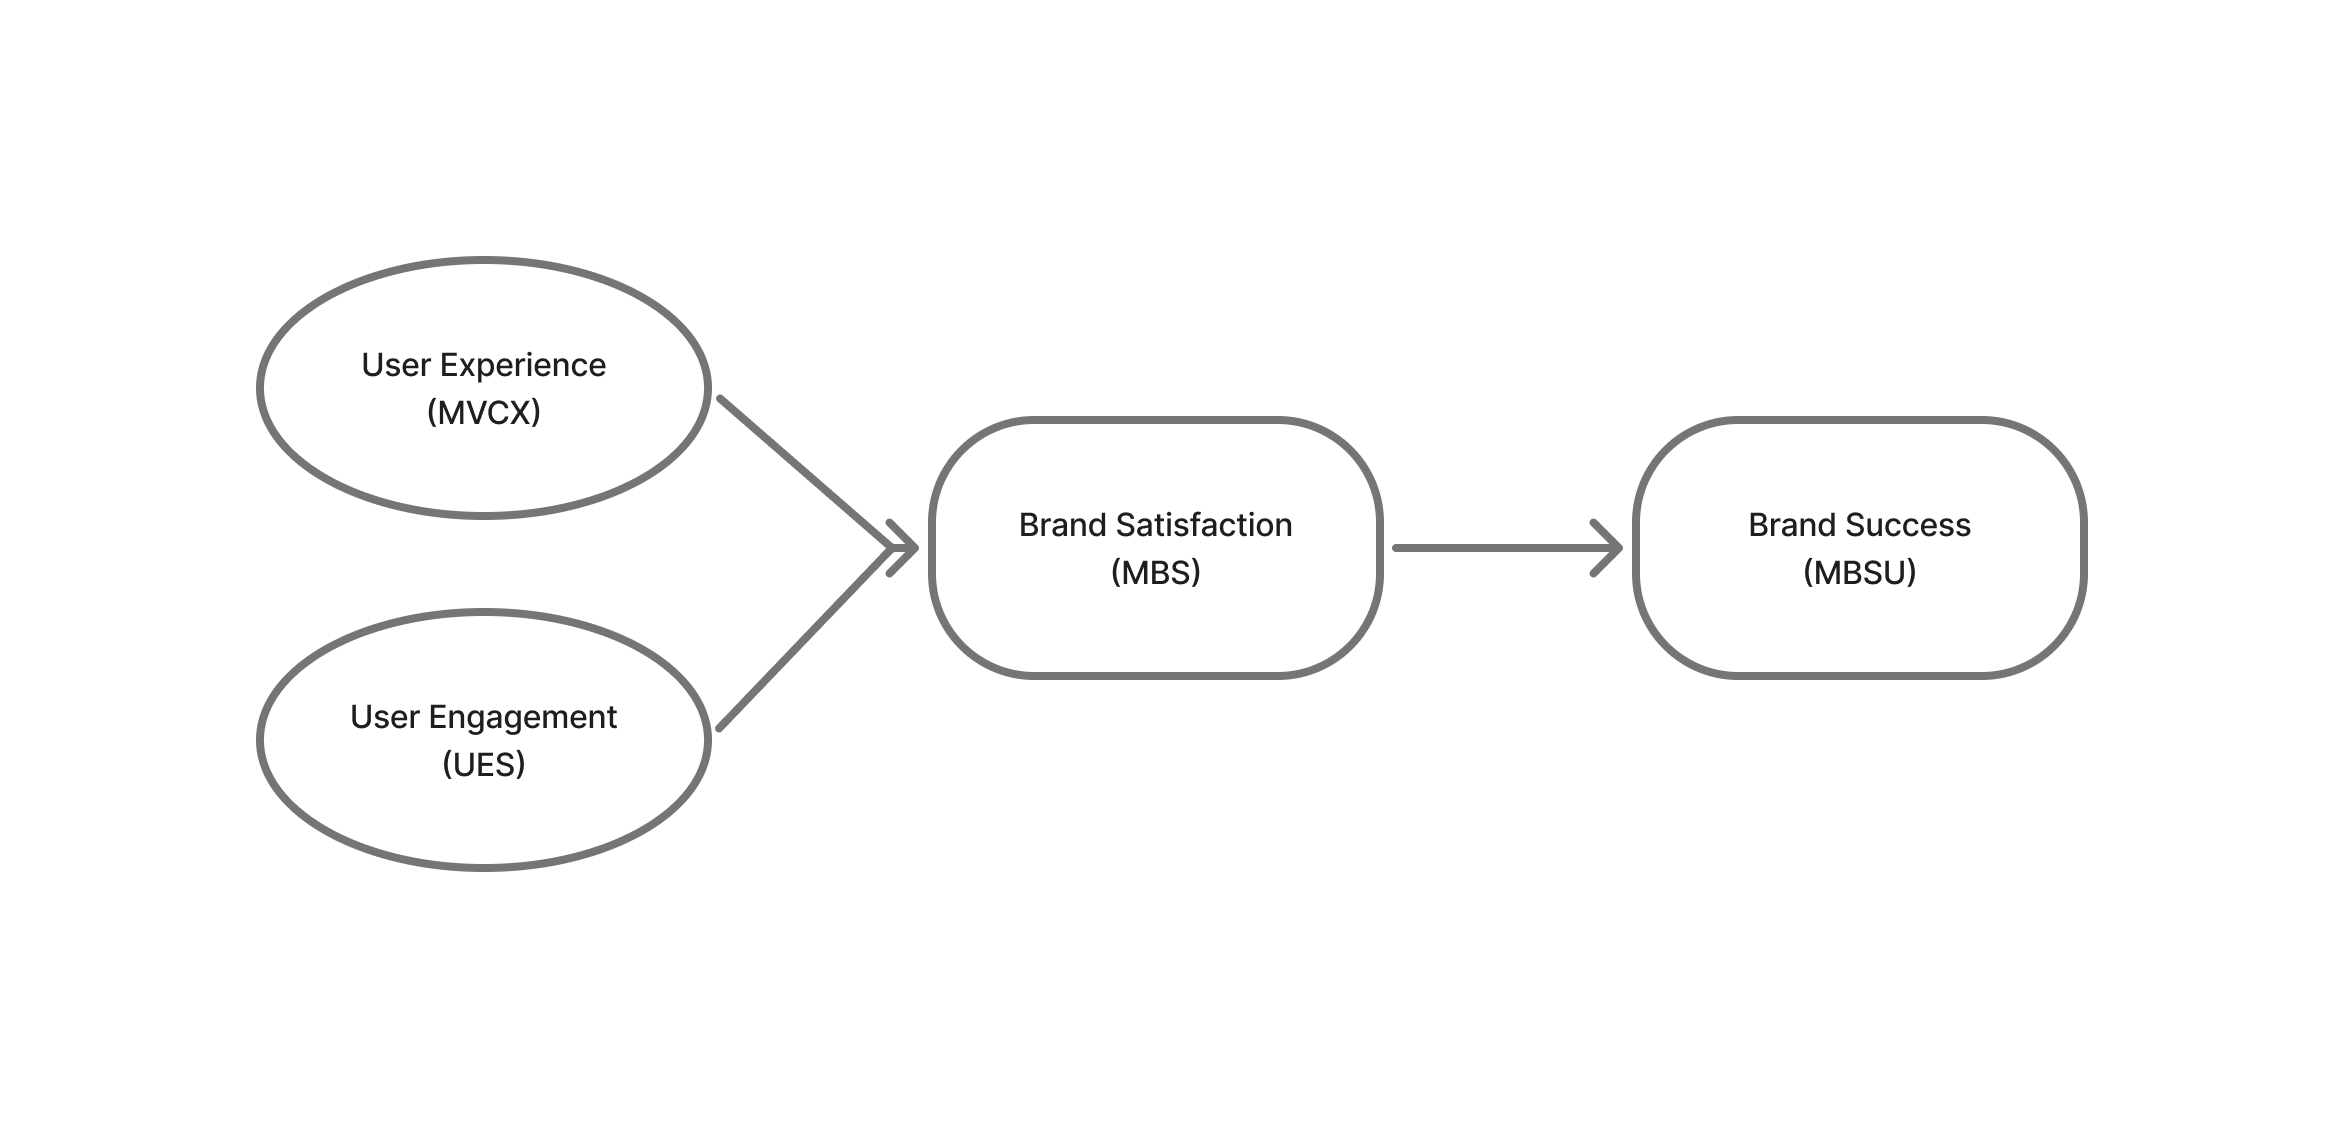 User Experience
(MVCX)
User Engagement
(UES)
Brand Satisfaction
(MBS)
Brand Success
(MBSU)